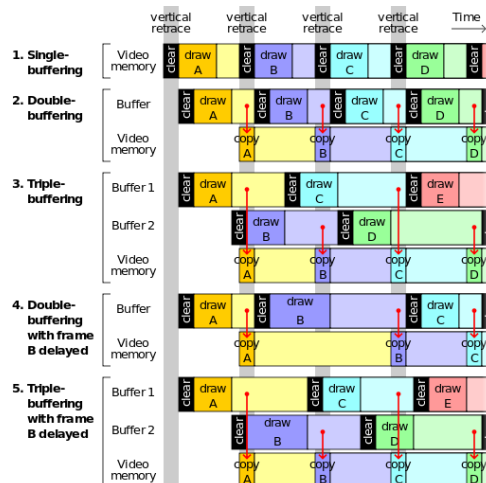 vertical retrace vertical retrace vertical retrace vertical retrace Time
1. Single-buffering
Video memory
clear draw A clear draw B clear draw C clear draw D clear
2. Double-buffering
Buffer
clear draw A clear draw B clear draw C clear draw D clear
Video memory
copy A copy B copy C copy D
3. Triple-buffering
Buffer 1
clear draw A clear draw C clear draw E
Buffer 2
clear draw B clear draw D
Video memory
copy A copy B copy C copy D
4. Double-buffering with frame B delayed
Buffer
clear draw A clear draw B clear draw C clear
Video memory
copy A copy B copy C
5. Triple-buffering with frame B delayed
Buffer 1
clear draw A clear draw C clear draw E
Buffer 2
clear draw B clear draw D
Video memory
copy A copy B copy C copy D